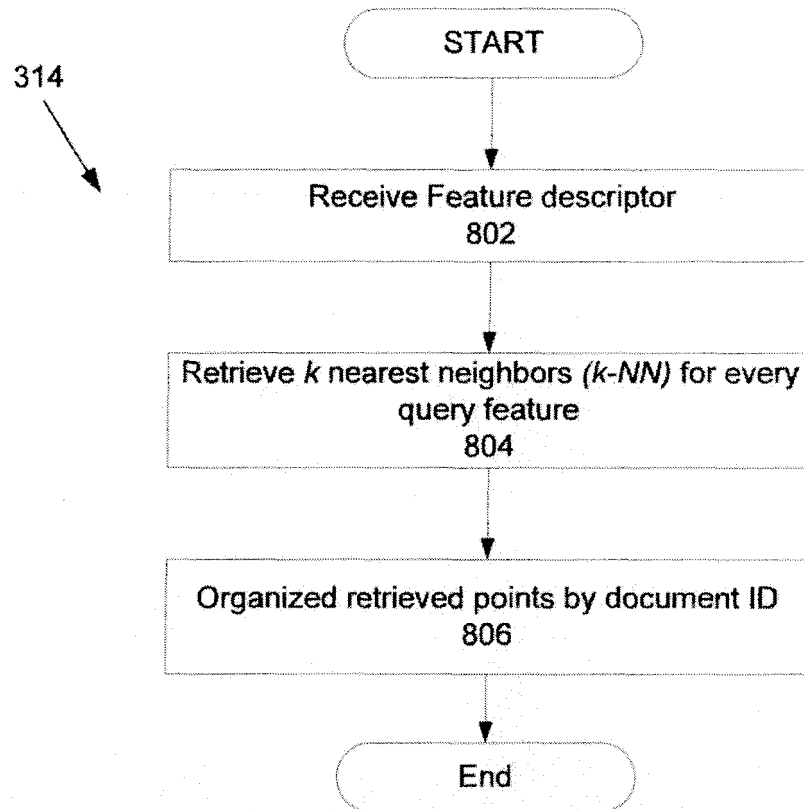 START
314
Receive Feature descriptor
802
Retrieve k nearest neighbors (k-NN) for every
query feature
804
Organized retrieved points by document ID
806
End